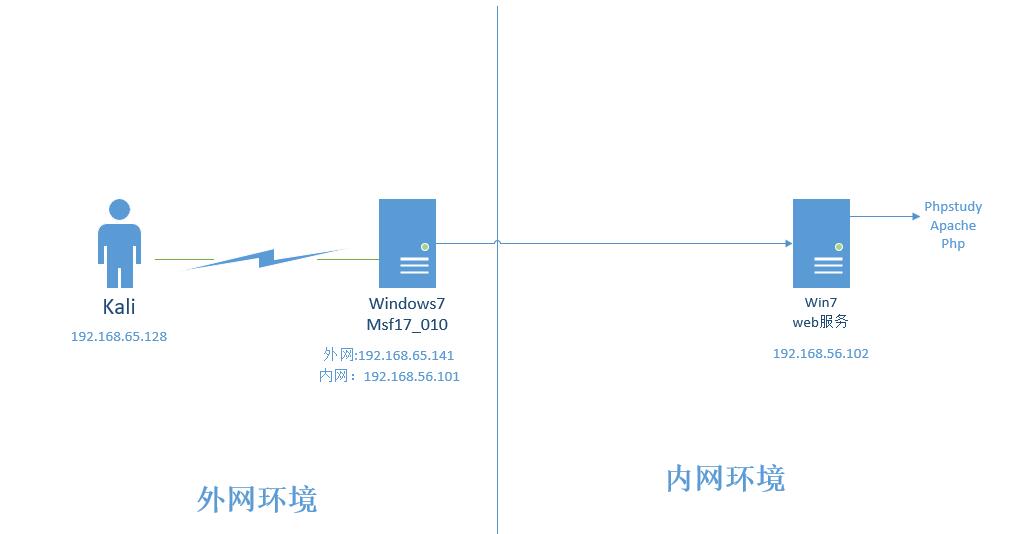 Kali
192.168.65.128
Windows7
Msf17_010
外网:192.168.65.141
内网：192.168.56.101
Win7
web服务
192.168.56.102
Phpstudy
Apache
Php
外网环境
内网环境